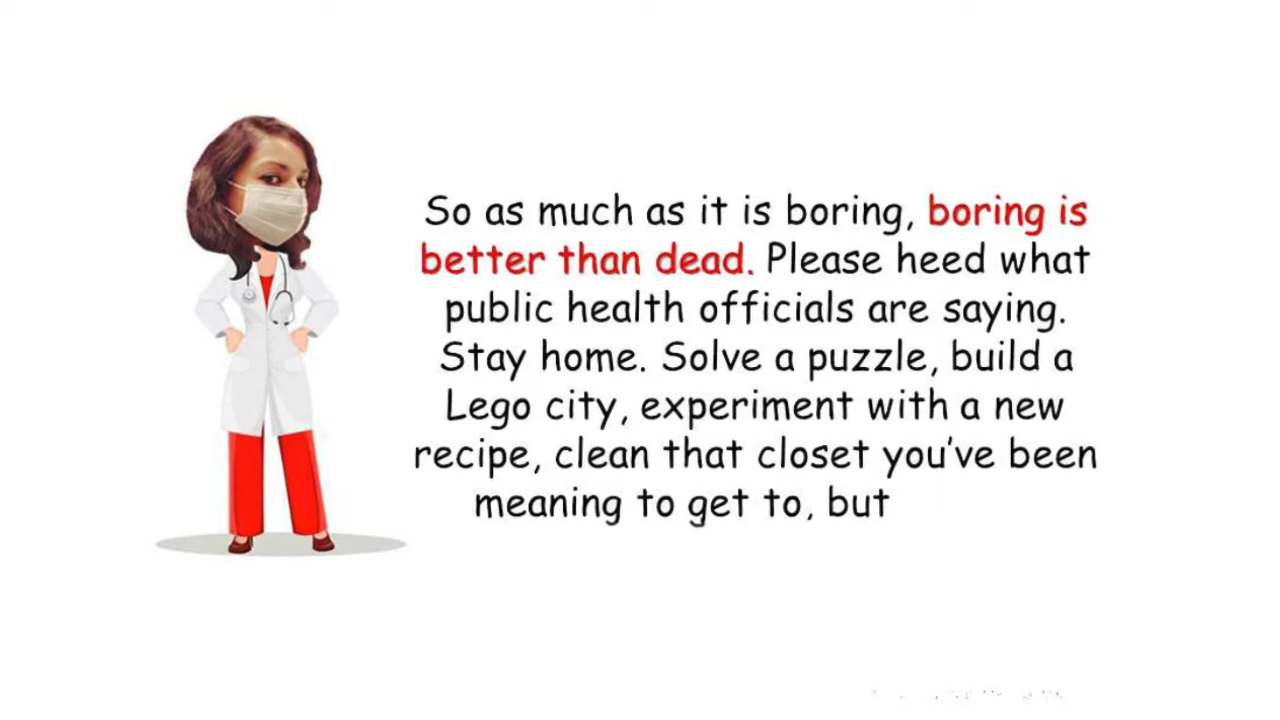 So as much as it is boring, boring is
better than dead. Please heed what
public health officials are saying.
Stay home. Solve a puzzle, build a
Lego city, experiment with a new
recipe, clean that closet you've been
meaning to get to, but